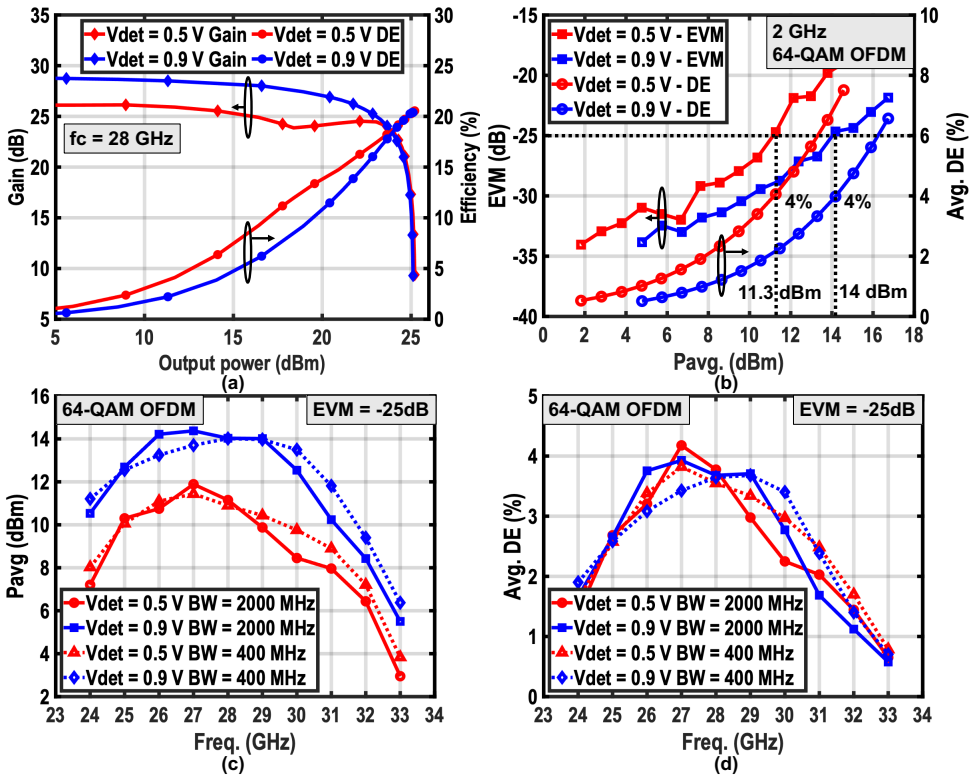 Vdet = 0.5 V Gain
Vdet = 0.5 V DE
Vdet = 0.9 V Gain
Vdet = 0.9 V DE
fc = 28 GHz
35
30
25
20
15
10
5
Gain (dB)
30
25
20
15
10
5
0
Efficiency (%)
5
10
15
20
25
Output power (dBm)
(a)
Vdet = 0.5 V - EVM
Vdet = 0.9 V - EVM
Vdet = 0.5 V - DE
Vdet = 0.9 V - DE
2 GHz
64-QAM OFDM
-15
-20
-25
-30
-35
-40
EVM (dB)
10
8
6
4
2
0
Avg. DE (%)
4%
4%
11.3 dBm
14 dBm
0
2
4
6
8
10
12
14
16
18
Pavg. (dBm)
(b)
64-QAM OFDM
EVM = -25dB
16
14
12
10
8
6
4
2
Pavg (dBm)
Vdet = 0.5 V BW = 2000 MHz
Vdet = 0.9 V BW = 2000 MHz
Vdet = 0.5 V BW = 400 MHz
Vdet = 0.9 V BW = 400 MHz
23
24
25
26
27
28
29
30
31
32
33
34
Freq. (GHz)
(c)
64-QAM OFDM
EVM = -25dB
5
4
3
2
1
0
Avg. DE (%)
Vdet = 0.5 V BW = 2000 MHz
Vdet = 0.9 V BW = 2000 MHz
Vdet = 0.5 V BW = 400 MHz
Vdet = 0.9 V BW = 400 MHz
23
24
25
26
27
28
29
30
31
32
33
34
Freq. (GHz)
(d)